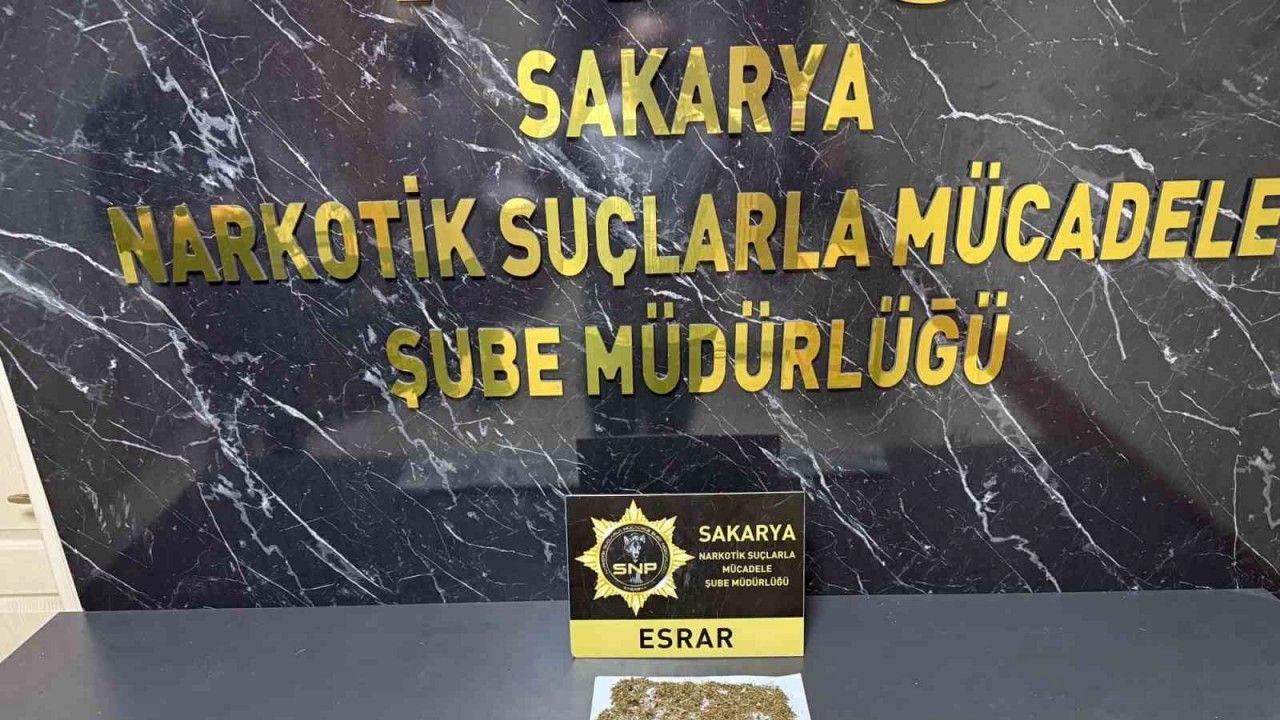 SAKARYA
NARKOTİK SUÇLARLA MÜCADELE
ŞUBE MÜDÜRLÜĞÜ
SNP
SAKARYA
NARKOTİK SUÇLARLA
MÜCADELE
ŞUBE MÜDÜRLÜĞÜ
ESRAR